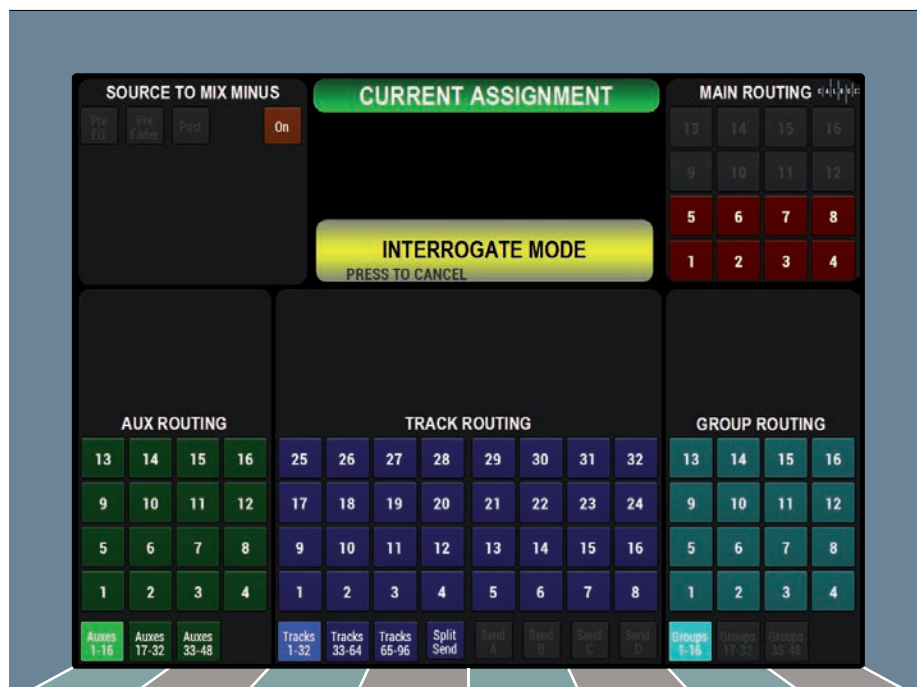 SOURCE TO MIX MINUS
Pre EQ
Pre Fader
Post
On
CURRENT ASSIGNMENT
INTERROGATE MODE
PRESS TO CANCEL
MAIN ROUTING
CALREC
13 14 15 16
9 10 11 12
5 6 7 8
1 2 3 4
AUX ROUTING
13 14 15 16
9 10 11 12
5 6 7 8
1 2 3 4
Auxes 1-16
Auxes 17-32
Auxes 33-48
TRACK ROUTING
25 26 27 28 29 30 31 32
17 18 19 20 21 22 23 24
9 10 11 12 13 14 15 16
1 2 3 4 5 6 7 8
Tracks 1-32
Tracks 33-64
Tracks 65-96
Split Send
Send A
Send B
Send C
Send D
GROUP ROUTING
13 14 15 16
9 10 11 12
5 6 7 8
1 2 3 4
Groups 1-16
Groups 17-32
Groups 33-48